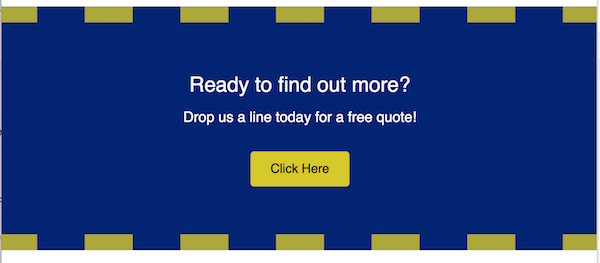 Ready to find out more?
Drop us a line today for a free quote!
Click Here